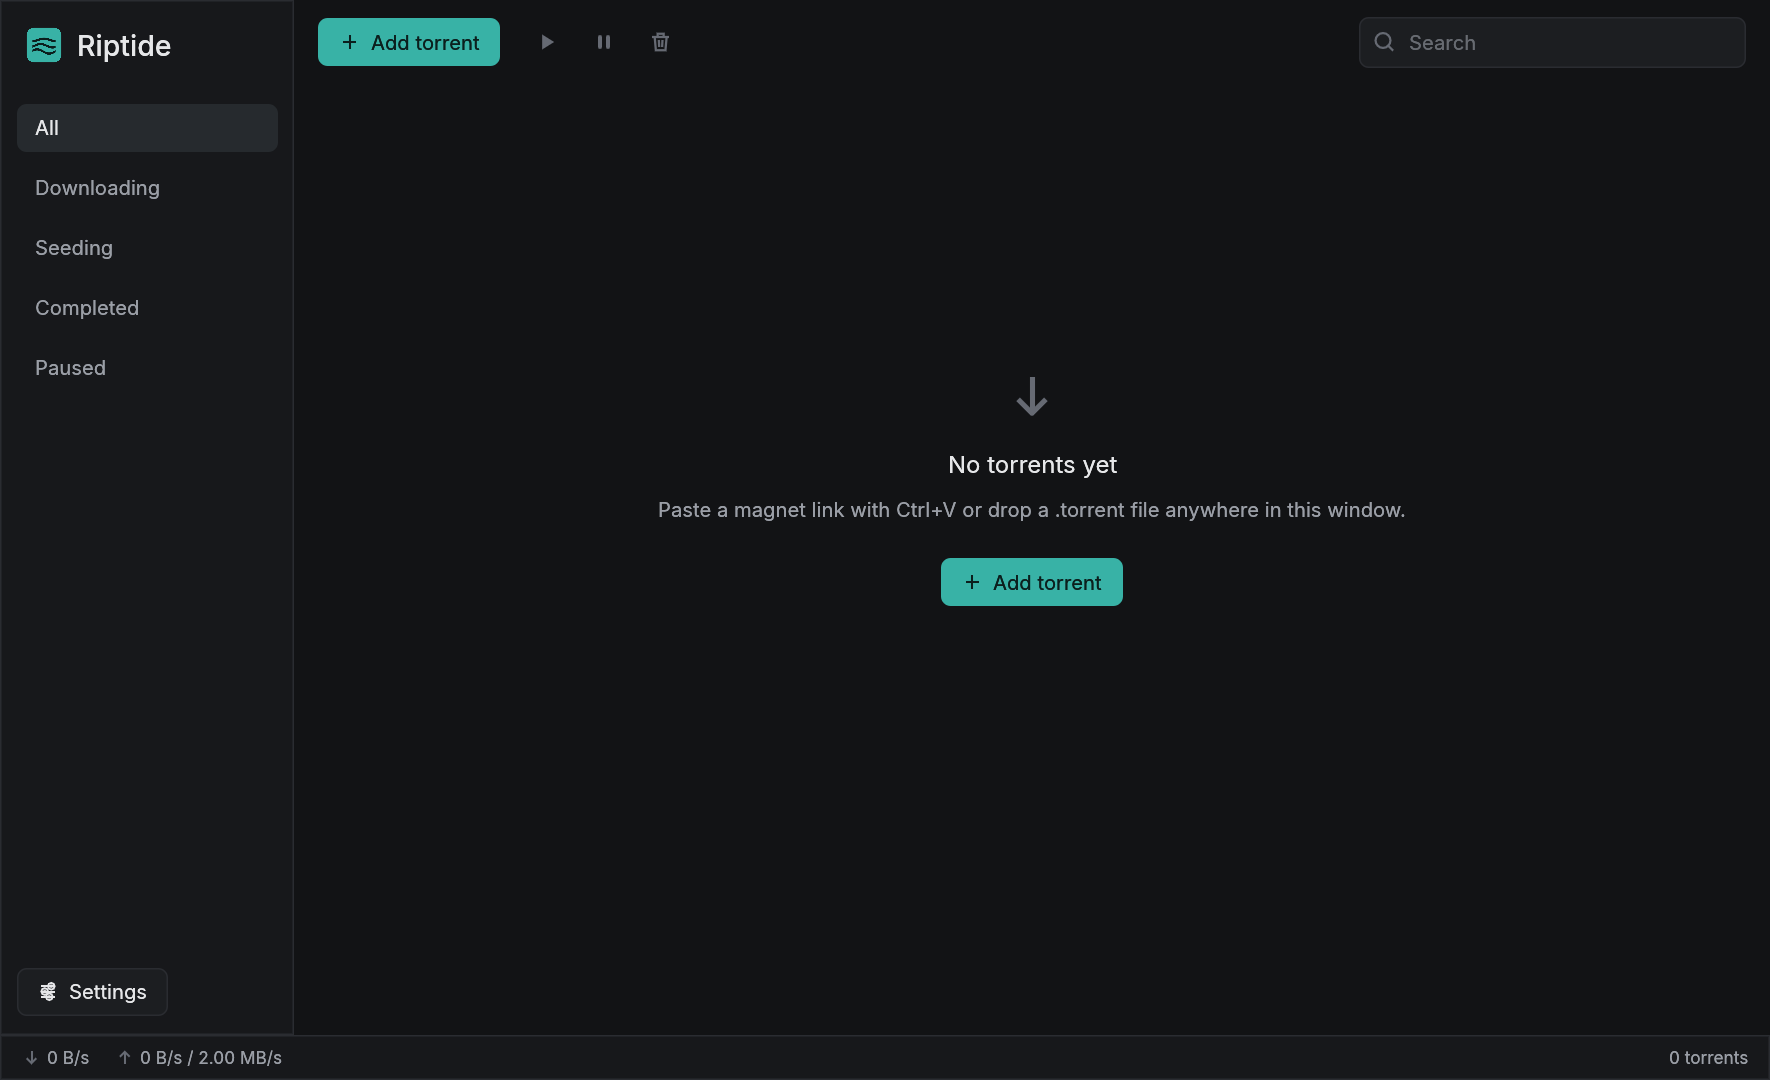 Riptide
Add torrent
Search
All
Downloading
Seeding
Completed
Paused
No torrents yet
Paste a magnet link with Ctrl+V or drop a .torrent file anywhere in this window.
Add torrent
Settings
0 B/s
0 B/s / 2.00 MB/s
0 torrents